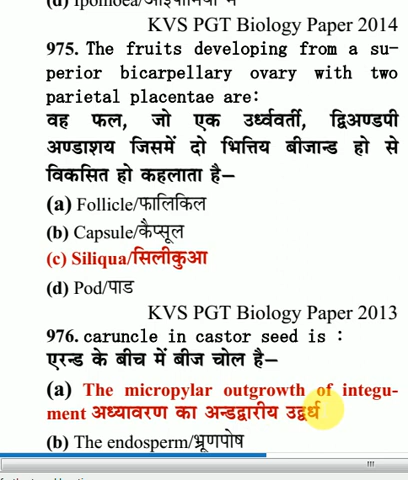 (d) Ipomoea/आइपोमिया में
KVS PGT Biology Paper 2014
975. The fruits developing from a su-
perior bicarpellary ovary with two
parietal placentae are:
वह फल, जो एक उर्ध्ववर्ती, द्विअण्डपी
अण्डाशय जिसमें दो भित्तिय बीजान्ड हो से
विकसित हो कहलाता है–
(a) Follicle/फालिकिल
(b) Capsule/कैप्सूल
(c) Siliqua/सिलीकुआ
(d) Pod/पाड
KVS PGT Biology Paper 2013
976. caruncle in castor seed is :
एरन्ड के बीच में बीज चोल है–
(a) The micropylar outgrowth of integu-
ment अध्यावरण का अन्डद्वारीय उद्वर्ध
(b) The endosperm/भ्रूणपोष